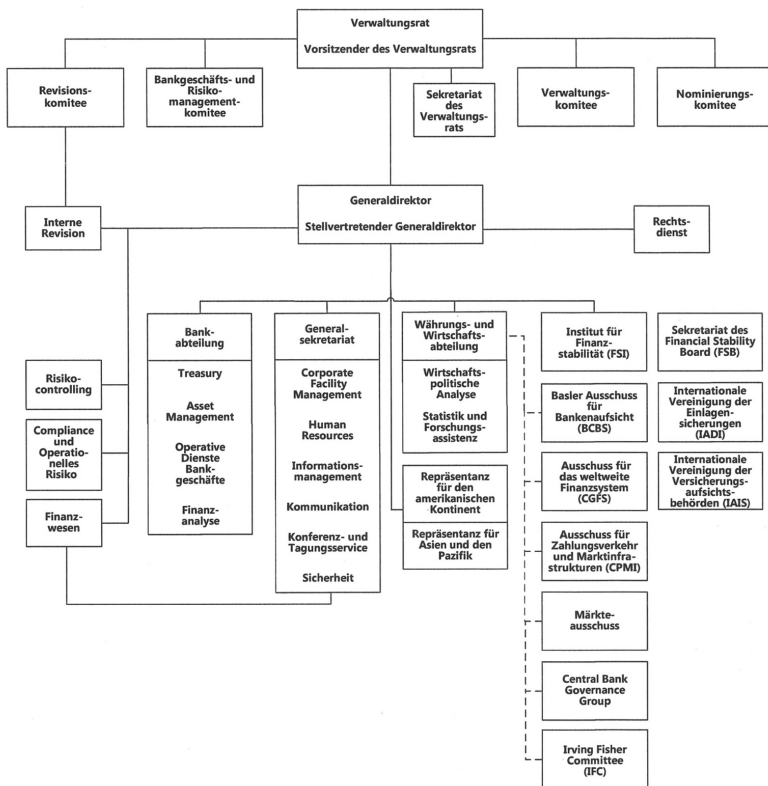 Verwaltungsrat
Vorsitzender des Verwaltungsrats
Revisions-
komitee
Bankgeschäfts- und
Risiko-
management-
komitee
Sekretariat
des
Verwaltungs-
rats
Verwaltungs-
komitee
Nominierungs-
komitee
Generaldirektor
Stellvertretender Generaldirektor
Interne
Revision
Rechts-
dienst
Bank-
abteilung
Treasury
Asset
Management
Operative
Dienste
Bank-
geschäfte
Finanz-
analyse
General-
sekretariat
Corporate
Facility
Management
Human
Resources
Informations-
management
Kommunikation
Konferenz- und
Tagungsservice
Sicherheit
Währungs- und
Wirtschafts-
abteilung
Wirtschafts-
politische
Analyse
Statistik und
Forschungs-
assistenz
Repräsentanz
für den
amerikanischen
Kontinent
Repräsentanz für
Asien und den
Pazifik
Institut für
Finanz-
stabilität (FSI)
Sekretariat des
Financial Stability
Board (FSB)
Risiko-
controlling
Compliance
und
Operatio-
nelles
Risiko
Finanz-
wesen
Basler Ausschuss
für
Bankenaufsicht
(BCBS)
Internationale
Vereinigung der
Einlagen-
sicherungen
(IADI)
Ausschuss für
das weltweite
Finanzsystem
(CGFS)
Internationale
Vereinigung der
Versicherungs-
aufsichts-
behörden (IAIS)
Ausschuss für
Zahlungsverkehr
und Marktinfra-
strukturen (CPMI)
Märkte-
ausschuss
Central Bank
Governance
Group
Irving Fisher
Committee
(IFC)